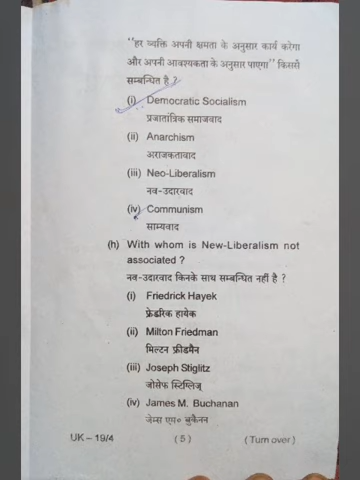 "हर व्यक्ति अपनी क्षमता के अनुसार कार्य करेगा
और अपनी आवश्यकता के अनुसार पाएगा" किससे
सम्बन्धित है ?
(i) Democratic Socialism
प्रजातांत्रिक समाजवाद
(ii) Anarchism
अराजकतावाद
(iii) Neo-Liberalism
नव-उदारवाद
(iv) Communism
साम्यवाद
(h) With whom is New-Liberalism not
associated ?
नव-उदारवाद किनके साथ सम्बन्धित नहीं है ?
(i) Friedrick Hayek
फ्रेडरिक हायेक
(ii) Milton Friedman
मिल्टन फ्रीडमैन
(iii) Joseph Stiglitz
जोसेफ स्टिग्लिज़
(iv) James M. Buchanan
जेम्स एम० बुकैनन
UK – 19/4 ( 5 ) (Turn over)